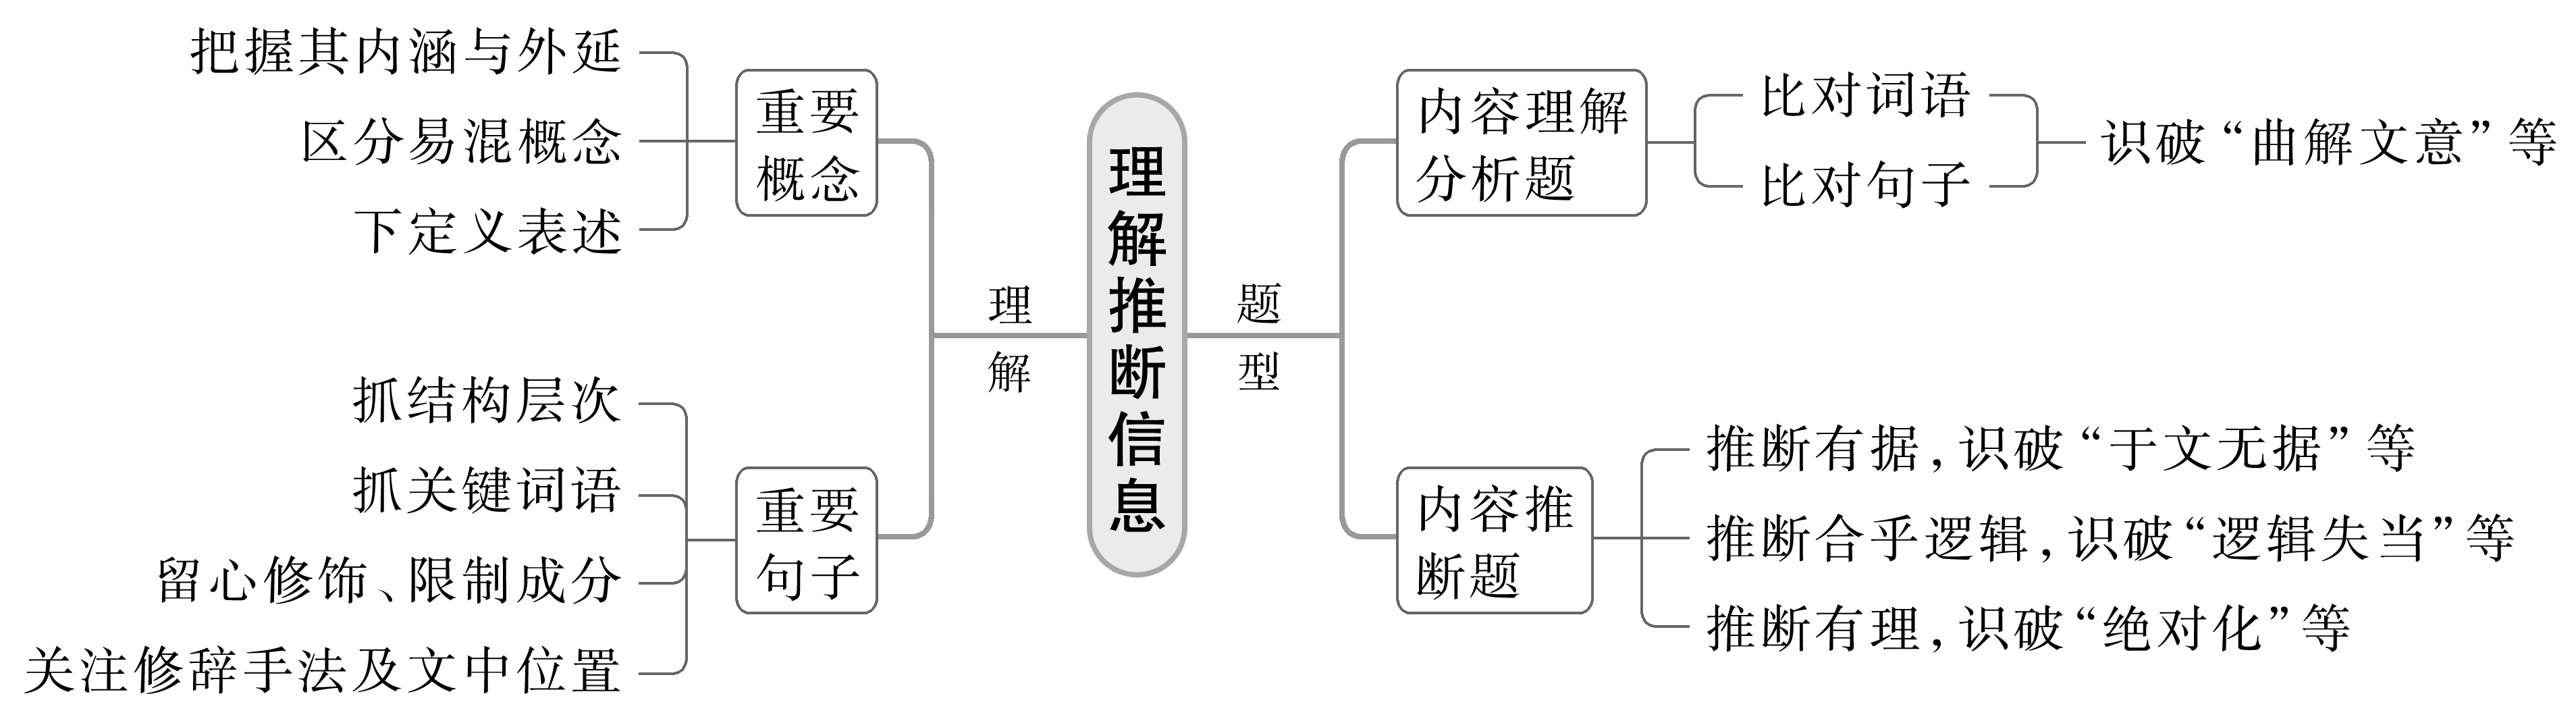 把握其内涵与外延
区分易混概念
下定义表述
重要
概念
抓结构层次
抓关键词语
留心修饰、限制成分
关注修辞手法及文中位置
重要
句子
理
解
理解推断信息
题
型
内容理解
分析题
比对词语
比对句子
识破“曲解文意”等
内容推
断题
推断有据,识破“于文无据”等
推断合乎逻辑,识破“逻辑失当”等
推断有理,识破“绝对化”等